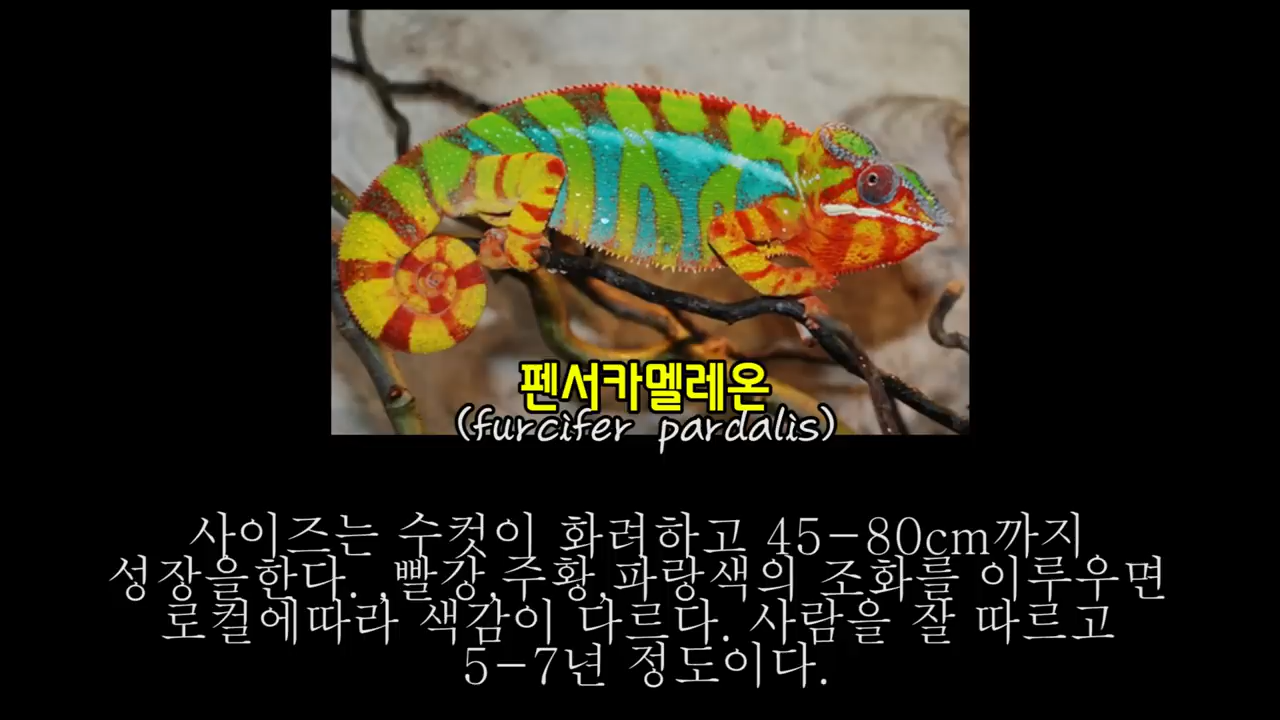 펜서카멜레온
(furcifer pardalis)
사이즈는 수컷이 화려하고 45-80cm까지
성장을한다. ,빨강,주황,파랑색의 조화를 이루우면
로컬에따라 색감이 다르다. 사람을 잘 따르고
5-7년 정도이다.